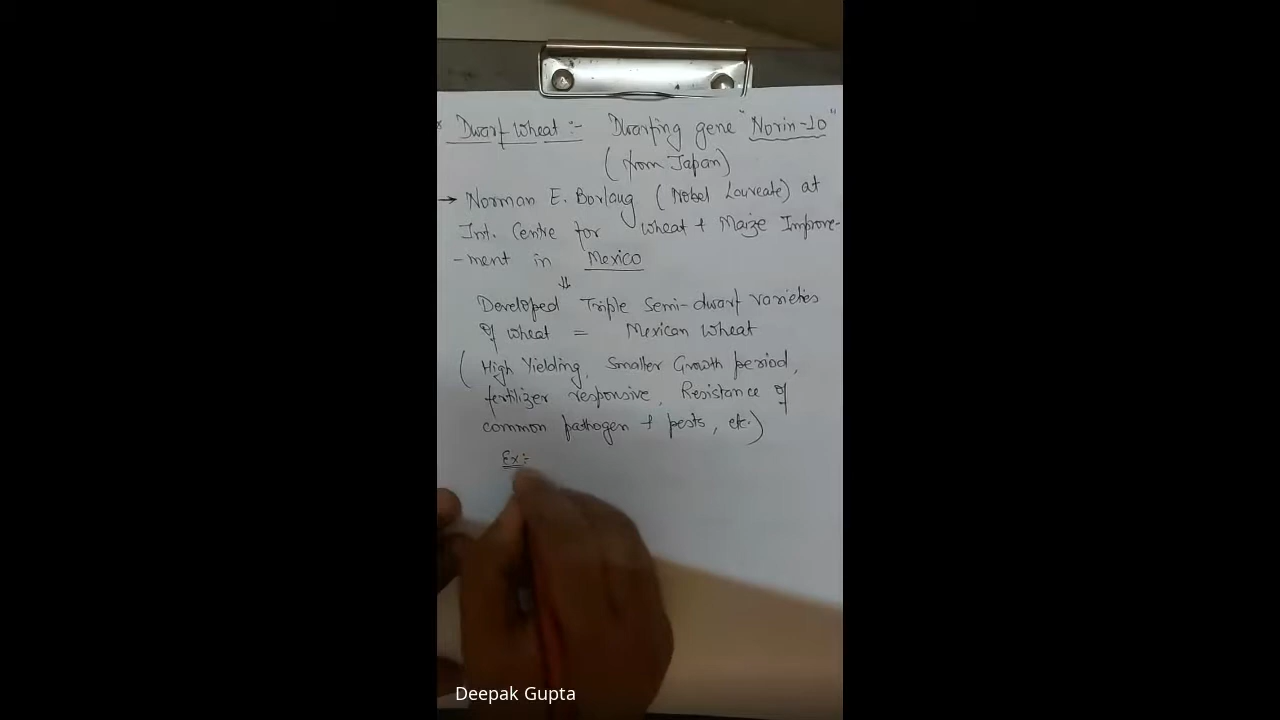 * Dwarf Wheat :- Dwarfing gene "Norin-10"
(from Japan)
→ Norman E. Borlaug (Nobel Laureate) at
Int. Centre for Wheat + Maize Improve-
-ment in Mexico
⇓
Developed Triple Semi-dwarf varieties
of wheat = Mexican Wheat
(High Yielding, Smaller Growth period,
fertilizer responsive, Resistance of
common pathogen + pests, etc.)
Ex:-
Deepak Gupta